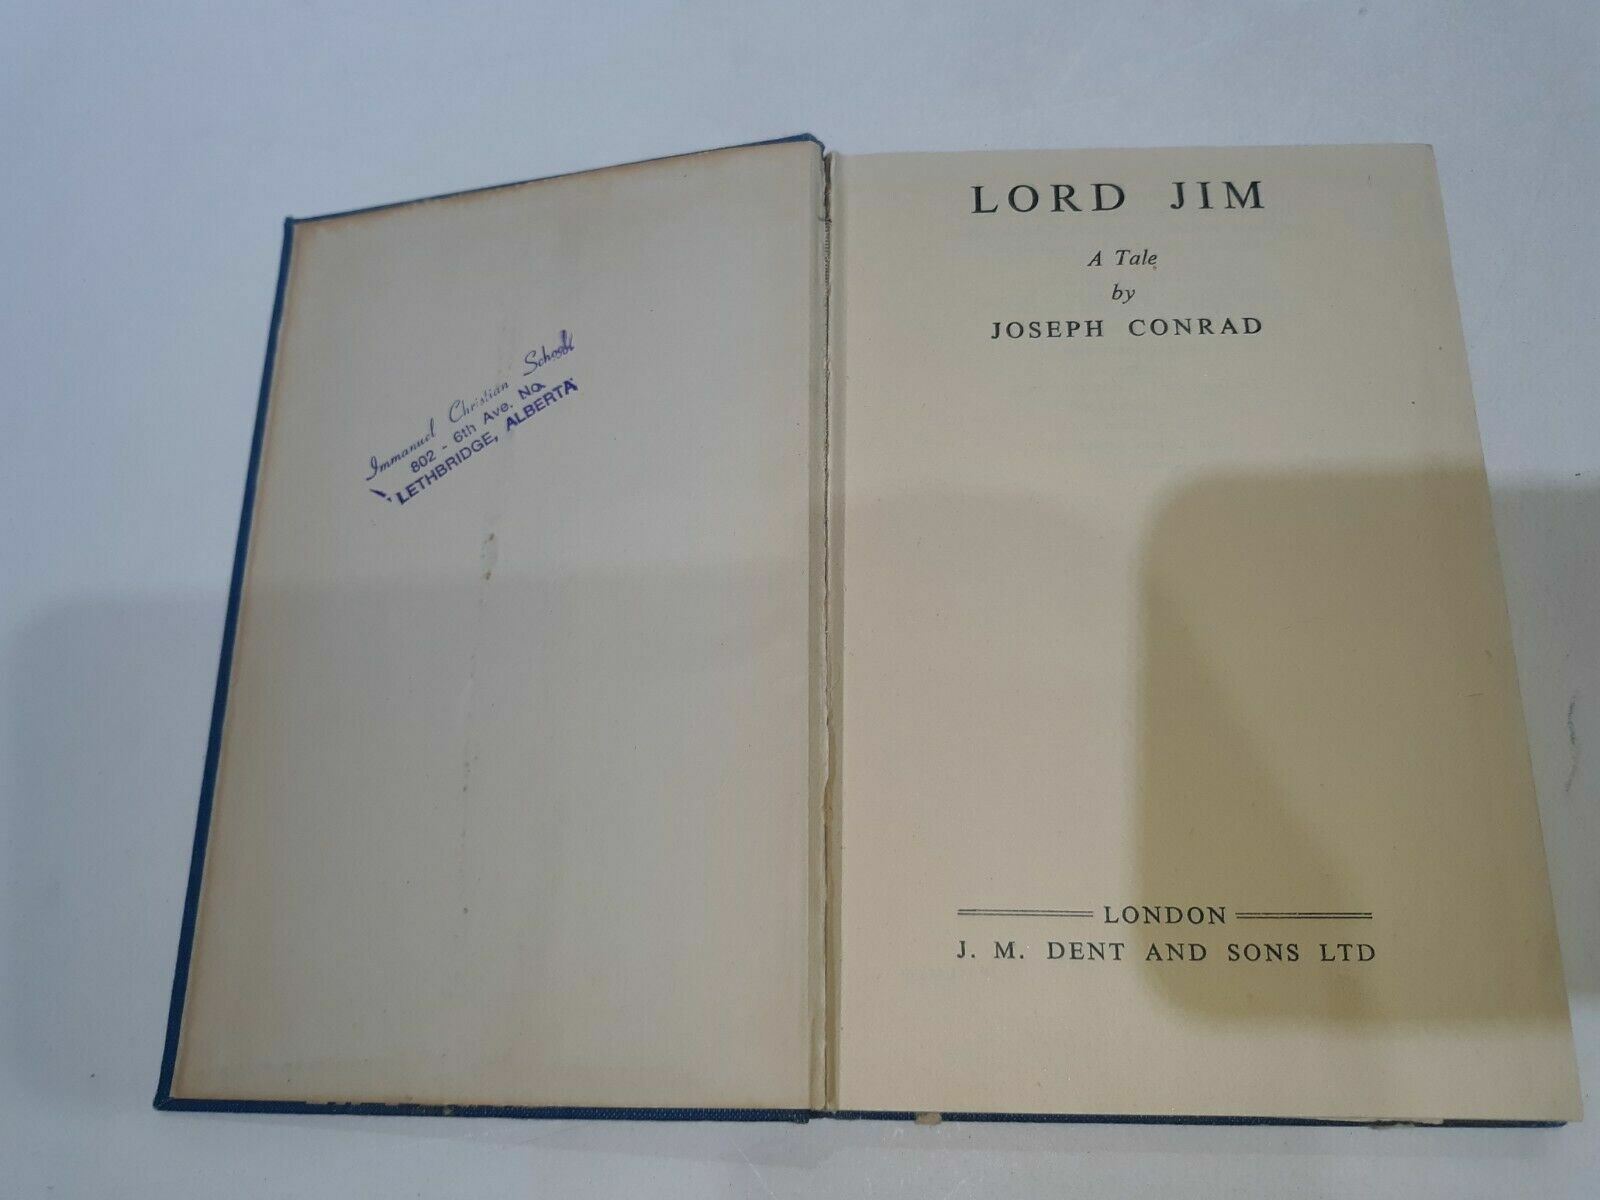 Immanuel Christian School
802 - 6th Ave. No.
LETHBRIDGE, ALBERTA
LORD JIM
A Tale
by
JOSEPH CONRAD
LONDON
J. M. DENT AND SONS LTD